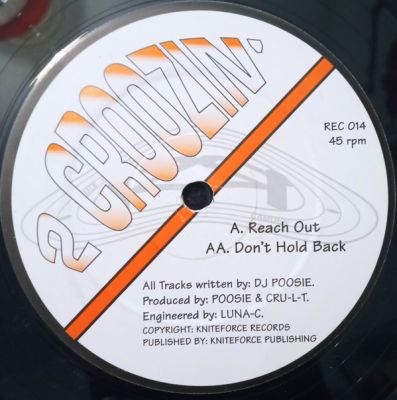 2 GROOZIN'
REC 014
45 rpm
A. Reach Out
AA. Don't Hold Back
All Tracks written by: DJ POOSIE.
Produced by: POOSIE & CRU-L-T.
Engineered by: LUNA-C.
COPYRIGHT: KNITEFORCE RECORDS
PUBLISHED BY: KNITEFORCE PUBLISHING